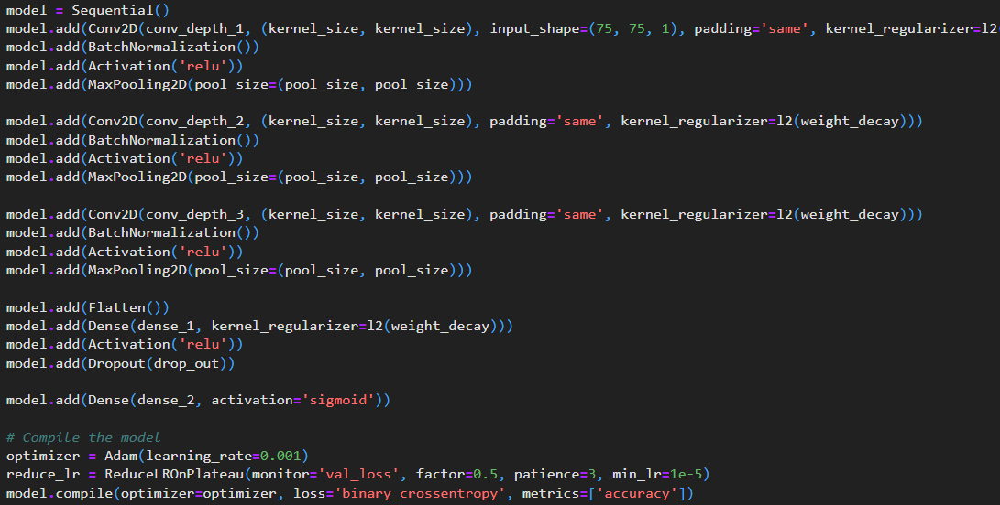 model = Sequential()
model.add(Conv2D(conv_depth_1, (kernel_size, kernel_size), input_shape=(75, 75, 1), padding='same', kernel_regularizer=l2
model.add(BatchNormalization())
model.add(Activation('relu'))
model.add(MaxPooling2D(pool_size=(pool_size, pool_size)))
model.add(Conv2D(conv_depth_2, (kernel_size, kernel_size), padding='same', kernel_regularizer=l2(weight_decay)))
model.add(BatchNormalization())
model.add(Activation('relu'))
model.add(MaxPooling2D(pool_size=(pool_size, pool_size)))
model.add(Conv2D(conv_depth_3, (kernel_size, kernel_size), padding='same', kernel_regularizer=l2(weight_decay)))
model.add(BatchNormalization())
model.add(Activation('relu'))
model.add(MaxPooling2D(pool_size=(pool_size, pool_size)))
model.add(Flatten())
model.add(Dense(dense_1, kernel_regularizer=l2(weight_decay)))
model.add(Activation('relu'))
model.add(Dropout(drop_out))
model.add(Dense(dense_2, activation='sigmoid'))
# Compile the model
optimizer = Adam(learning_rate=0.001)
reduce_lr = ReduceLROnPlateau(monitor='val_loss', factor=0.5, patience=3, min_lr=1e-5)
model.compile(optimizer=optimizer, loss='binary_crossentropy', metrics=['accuracy'])